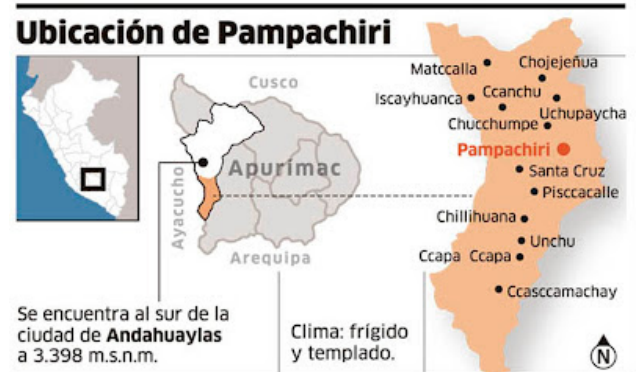 Ubicación de Pampachiri
Cusco
Apurímac
Ayacucho
Arequipa
Se encuentra al sur de la
ciudad de Andahuaylas
a 3.398 m.s.n.m.
Clima: frígido
y templado.
Matccalla
Chojejeñua
Iscayhuanca
Ccanchu
Uchupaycha
Chucchumpe
Pampachiri
Santa Cruz
Pisccacalle
Chillihuana
Unchu
Ccapa Ccapa
Ccasccamachay
N